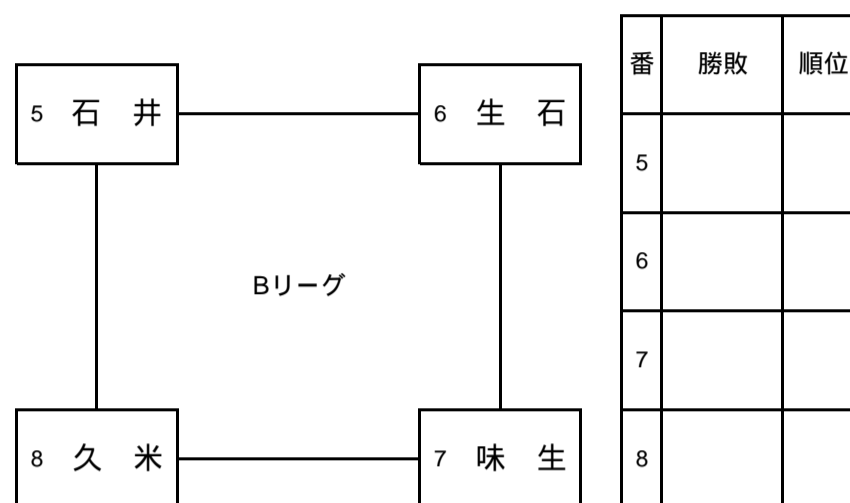 5 石 井
6 生 石
Bリーグ
8 久 米
7 味 生
番 勝敗 順位
5
6
7
8